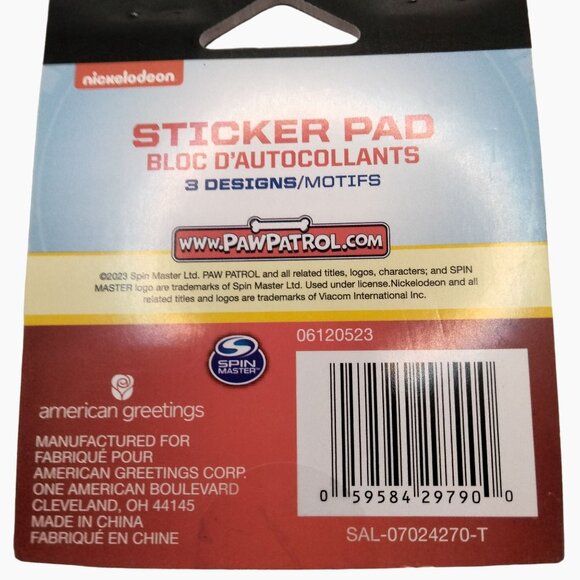 nickelodeon
STICKER PAD
BLOC D'AUTOCOLLANTS
3 DESIGNS/MOTIFS
www.PawPatrol.com
©2023 Spin Master Ltd. PAW PATROL and all related titles, logos, characters; and SPIN
MASTER logo are trademarks of Spin Master Ltd. Used under license.Nickelodeon and all
related titles and logos are trademarks of Viacom International Inc.
06120523
SPIN
MASTER™
american greetings
MANUFACTURED FOR
FABRIQUÉ POUR
AMERICAN GREETINGS CORP.
ONE AMERICAN BOULEVARD
CLEVELAND, OH 44145
MADE IN CHINA
FABRIQUÉ EN CHINE
0 59584 29790 0
SAL-07024270-T